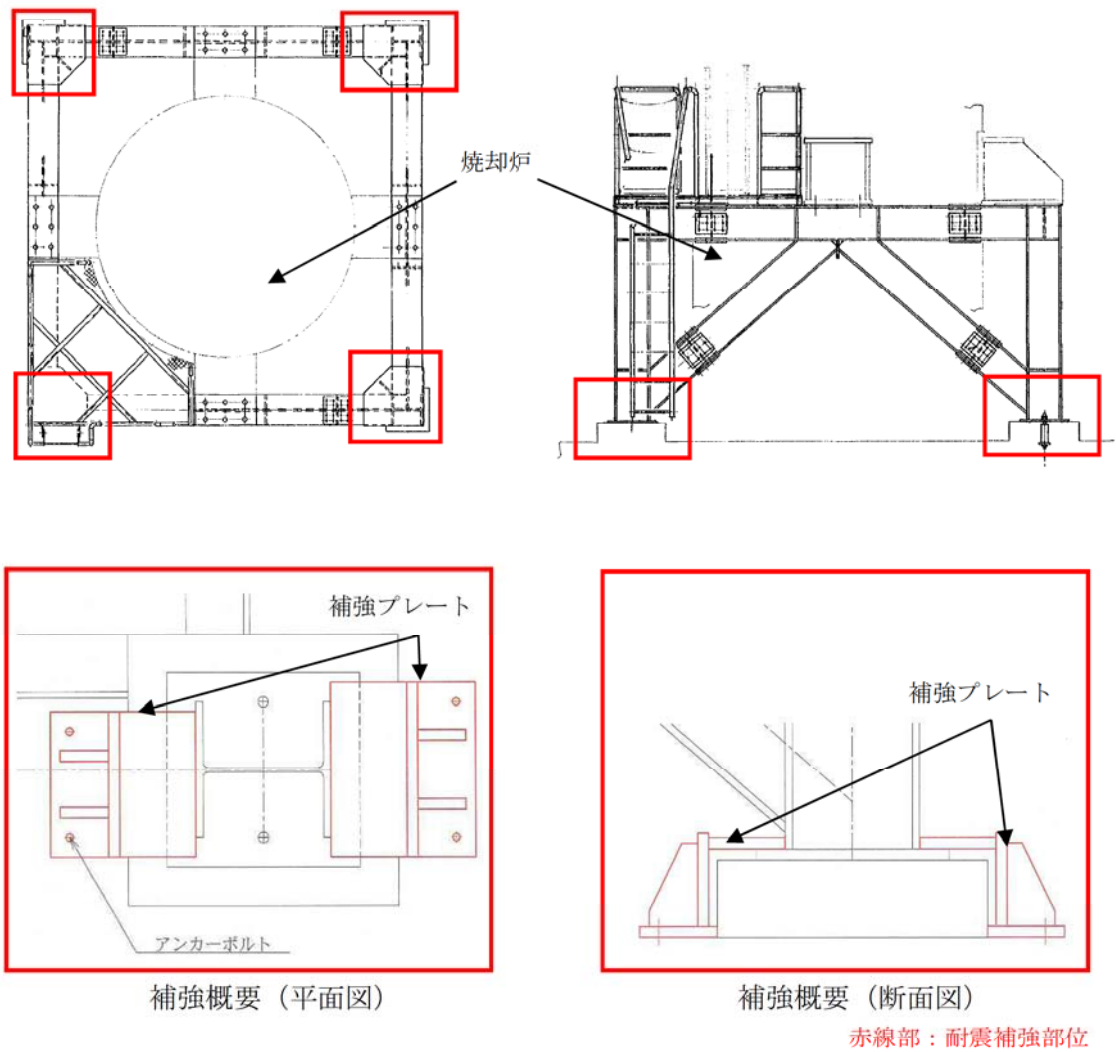 焼却炉
補強プレート
アンカーボルト
補強概要（平面図）
補強プレート
補強概要（断面図）
赤線部：耐震補強部位